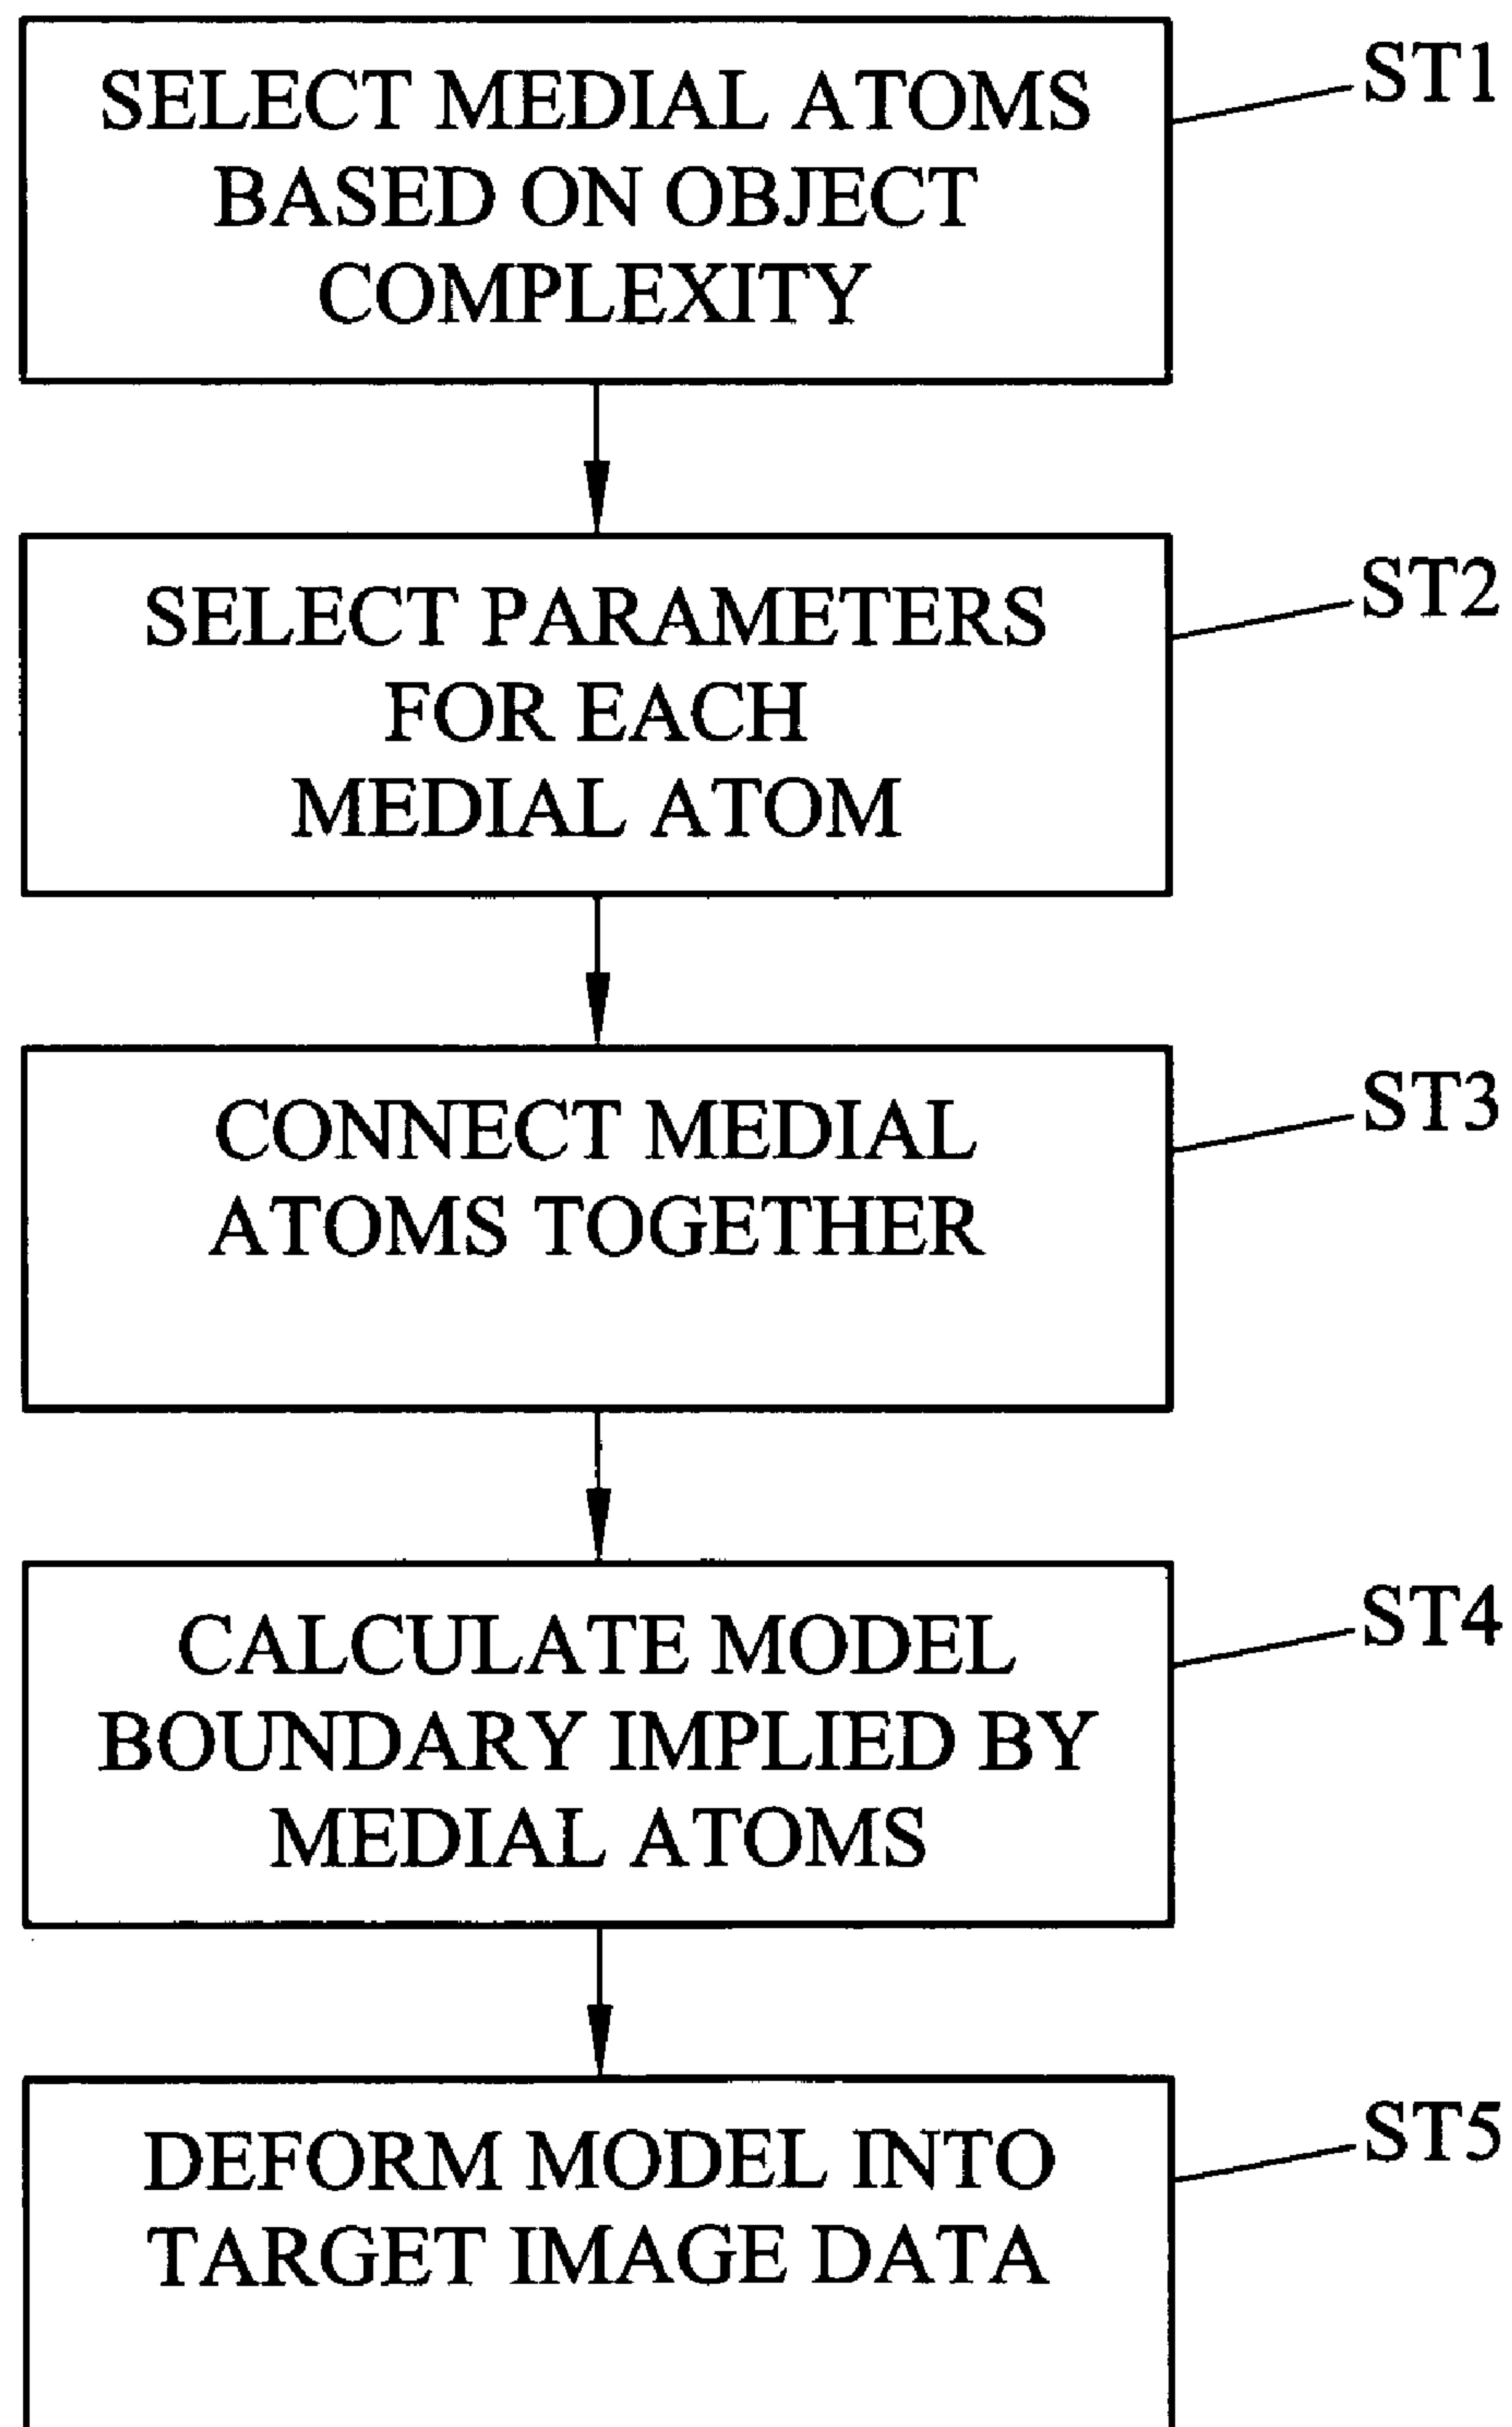 SELECT MEDIAL ATOMS
BASED ON OBJECT
COMPLEXITY
ST1
SELECT PARAMETERS
FOR EACH
MEDIAL ATOM
ST2
CONNECT MEDIAL
ATOMS TOGETHER
ST3
CALCULATE MODEL
BOUNDARY IMPLIED BY
MEDIAL ATOMS
ST4
DEFORM MODEL INTO
TARGET IMAGE DATA
ST5